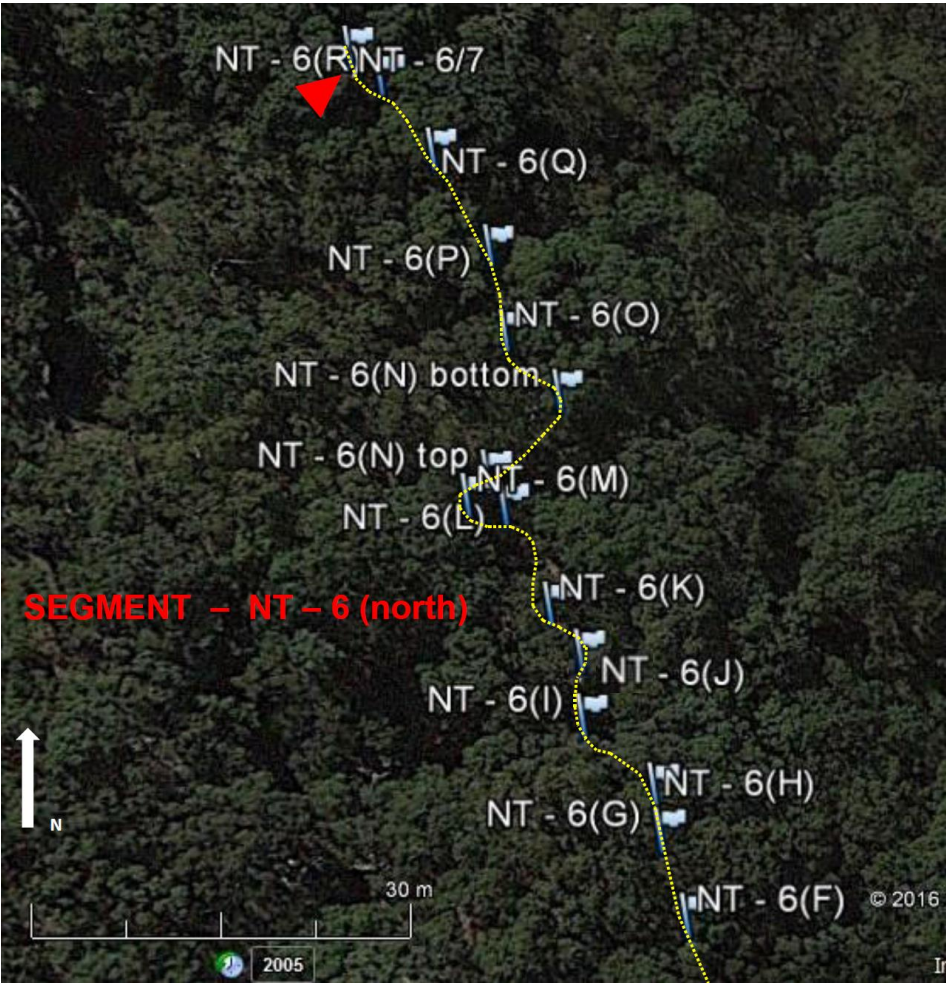 NT - 6(R) NT - 6/7
NT - 6(Q)
NT - 6(P)
NT - 6(O)
NT - 6(N) bottom
NT - 6(N) top
NT - 6(M)
NT - 6(L)
NT - 6(K)
SEGMENT – NT – 6 (north)
NT - 6(J)
NT - 6(I)
NT - 6(H)
NT - 6(G)
N
30 m
NT - 6(F)
© 2016
2005